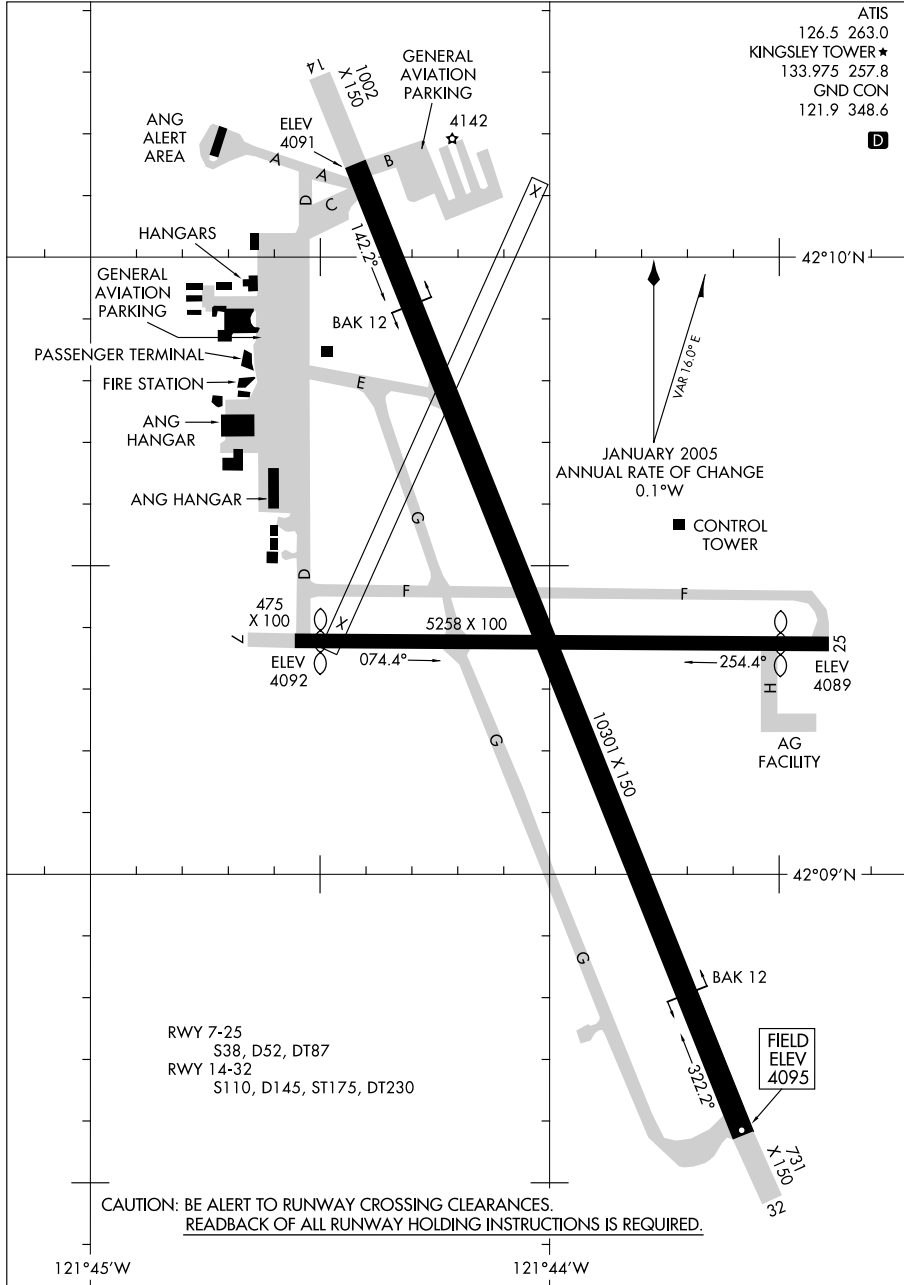 ATIS
126.5 263.0
KINGSLEY TOWER★
133.975 257.8
GND CON
121.9 348.6
D
14
1002
X 150
GENERAL
AVIATION
PARKING
4142
ANG
ALERT
AREA
ELEV
4091
A
A
B
D
C
X
HANGARS
142.2°
42°10'N
GENERAL
AVIATION
PARKING
BAK 12
PASSENGER TERMINAL
FIRE STATION
E
VAR 16.0° E
ANG
HANGAR
JANUARY 2005
ANNUAL RATE OF CHANGE
0.1°W
ANG HANGAR
G
CONTROL
TOWER
D
F
F
475
X 100
X
5258 X 100
7
25
ELEV
4092
074.4°
254.4°
ELEV
4089
H
G
10301 X 150
AG
FACILITY
42°09'N
G
BAK 12
RWY 7-25
S38, D52, DT87
RWY 14-32
S110, D145, ST175, DT230
322.2°
FIELD
ELEV
4095
731
X 150
32
CAUTION: BE ALERT TO RUNWAY CROSSING CLEARANCES.
READBACK OF ALL RUNWAY HOLDING INSTRUCTIONS IS REQUIRED.
121°45'W
121°44'W